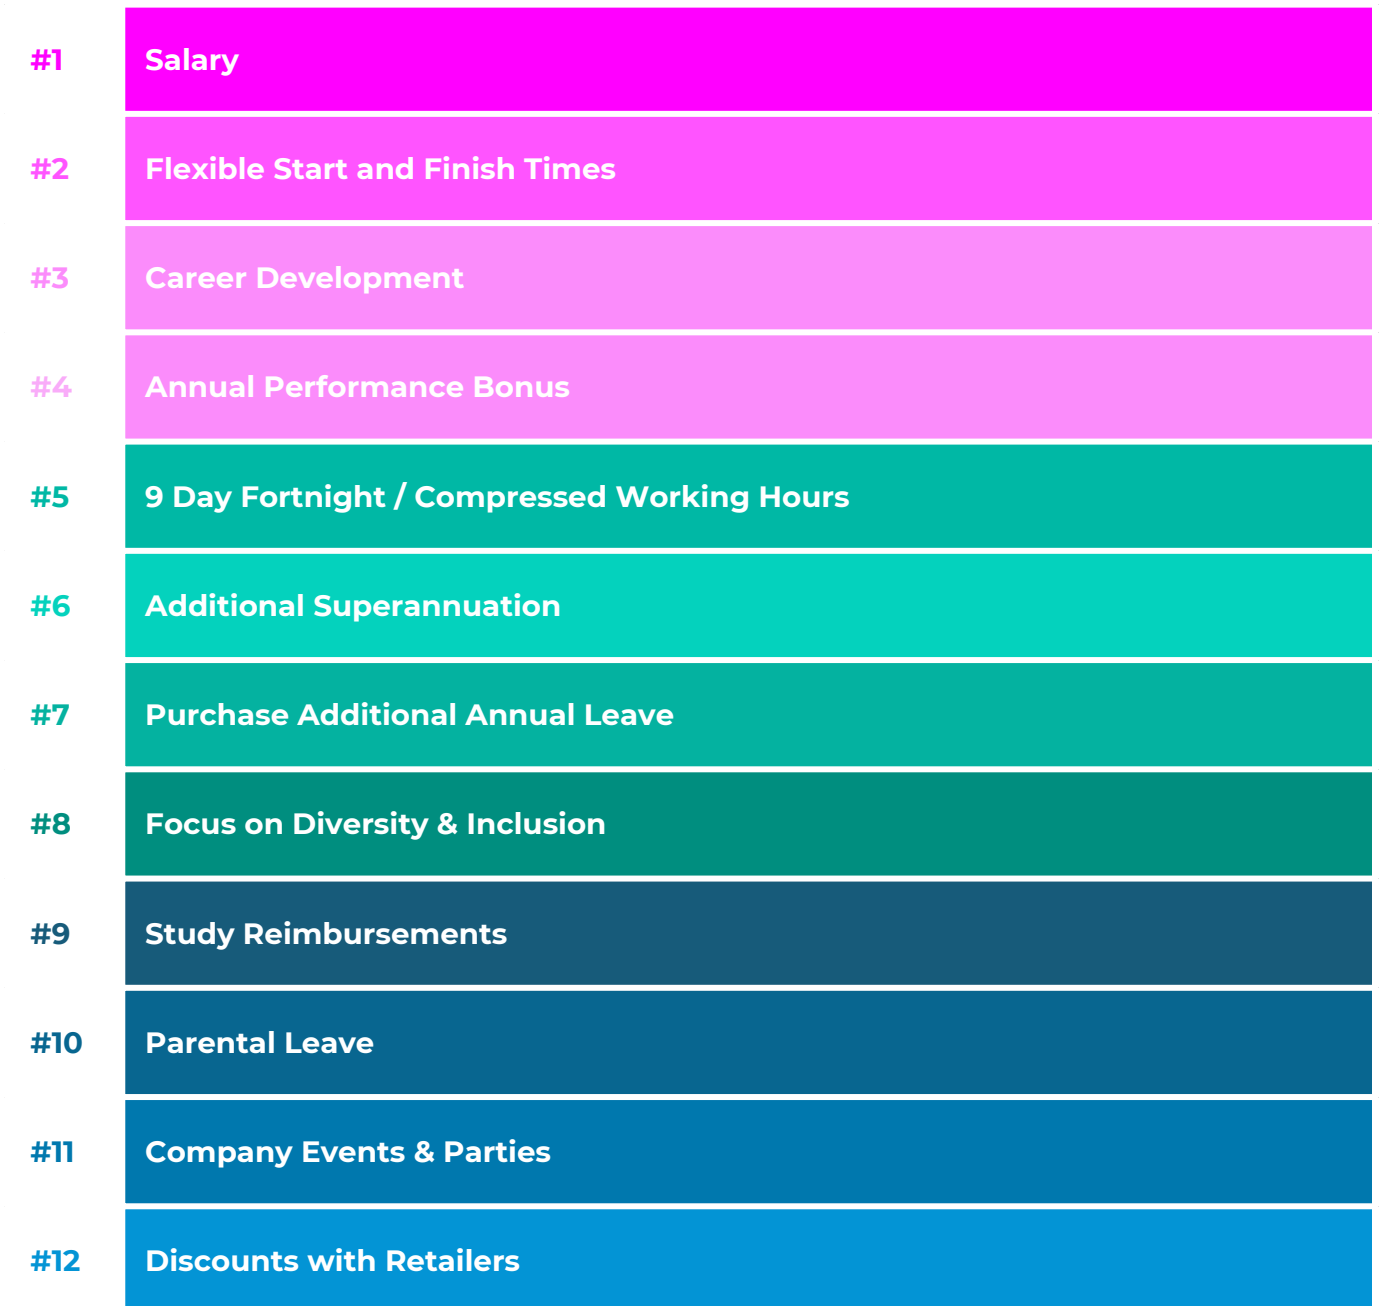 #1 Salary
#2 Flexible Start and Finish Times
#3 Career Development
#4 Annual Performance Bonus
#5 9 Day Fortnight / Compressed Working Hours
#6 Additional Superannuation
#7 Purchase Additional Annual Leave
#8 Focus on Diversity & Inclusion
#9 Study Reimbursements
#10 Parental Leave
#11 Company Events & Parties
#12 Discounts with Retailers